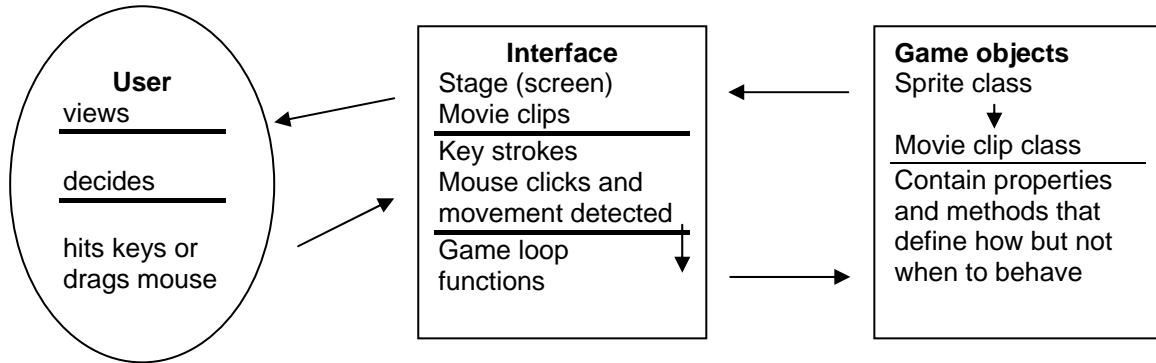 User
views
decides
hits keys or
drags mouse
Interface
Stage (screen)
Movie clips
Key strokes
Mouse clicks and
movement detected
Game loop
functions
Game objects
Sprite class
Movie clip class
Contain properties
and methods that
define how but not
when to behave